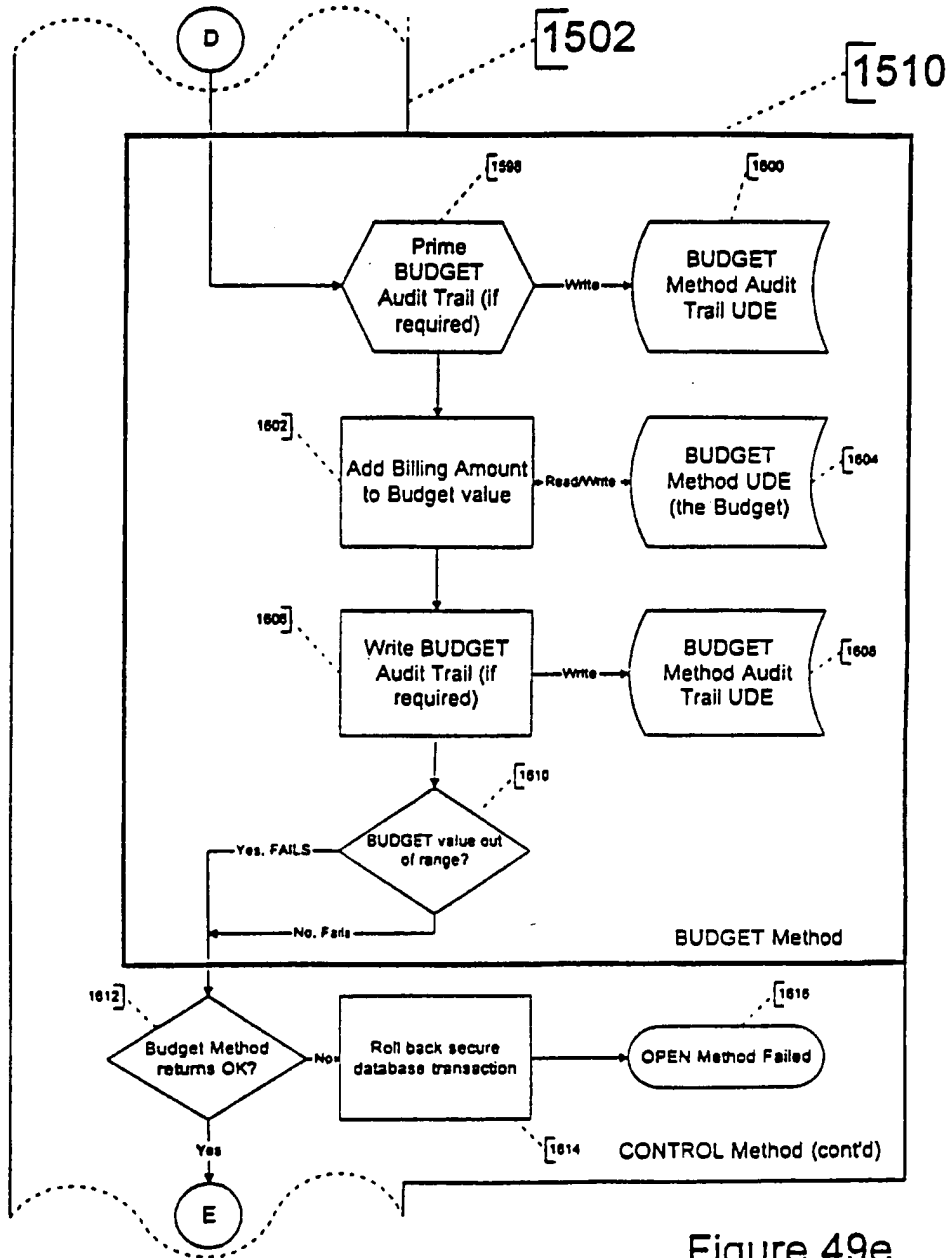 D
1502
1510
1598
1600
Prime
BUDGET
Audit Trail (if
required)
Write
BUDGET
Method Audit
Trail UDE
1602
Add Billing Amount
to Budget value
Read/Write
BUDGET
Method UDE
(the Budget)
1604
1606
Write BUDGET
Audit Trail (if
required)
Write
BUDGET
Method Audit
Trail UDE
1608
1610
BUDGET value out
of range?
Yes, FAILS
No, Fails
BUDGET Method
1612
Budget Method
returns OK?
No
Roll back secure
database transaction
1614
1616
OPEN Method Failed
CONTROL Method (cont'd)
Yes
E
Figure 49e